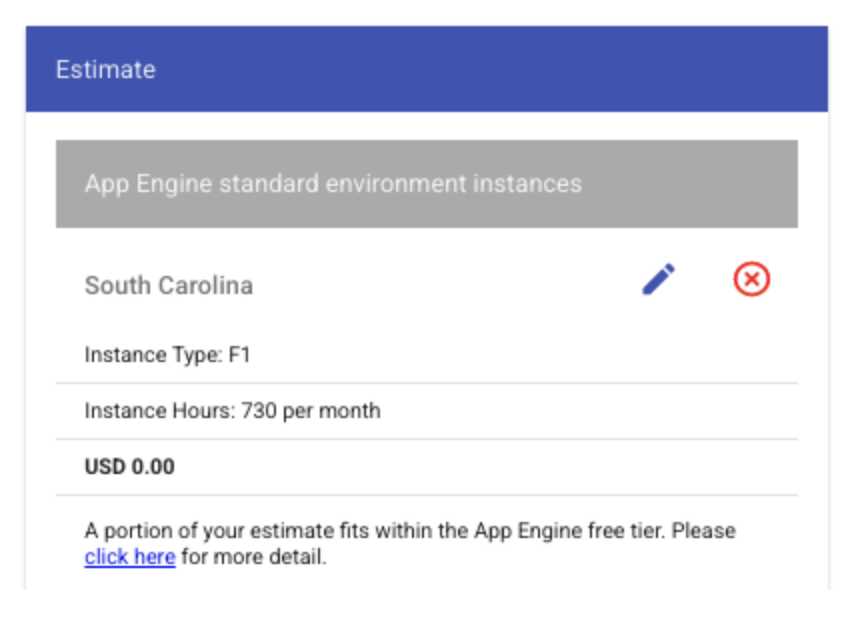 Estimate
App Engine standard environment instances
South Carolina
Instance Type: F1
Instance Hours: 730 per month
USD 0.00
A portion of your estimate fits within the App Engine free tier. Please
click here for more detail.